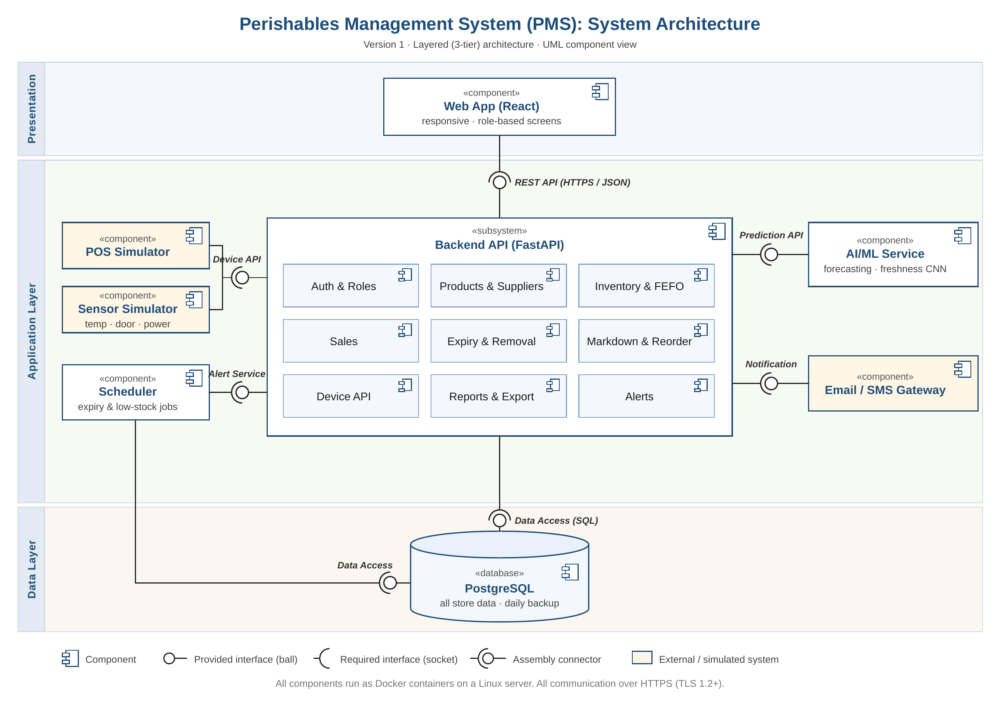 Perishables Management System (PMS): System Architecture
Version 1 · Layered (3-tier) architecture · UML component view
Presentation
«component»
Web App (React)
responsive · role-based screens
Application Layer
REST API (HTTPS / JSON)
«component»
POS Simulator
Device API
«component»
Sensor Simulator
temp · door · power
«component»
Scheduler
expiry & low-stock jobs
Alert Service
«subsystem»
Backend API (FastAPI)
Auth & Roles
Products & Suppliers
Inventory & FEFO
Sales
Expiry & Removal
Markdown & Reorder
Device API
Reports & Export
Alerts
Prediction API
«component»
AI/ML Service
forecasting · freshness CNN
Notification
«component»
Email / SMS Gateway
Data Layer
Data Access (SQL)
Data Access
«database»
PostgreSQL
all store data · daily backup
Component
Provided interface (ball)
Required interface (socket)
Assembly connector
External / simulated system
All components run as Docker containers on a Linux server. All communication over HTTPS (TLS 1.2+).